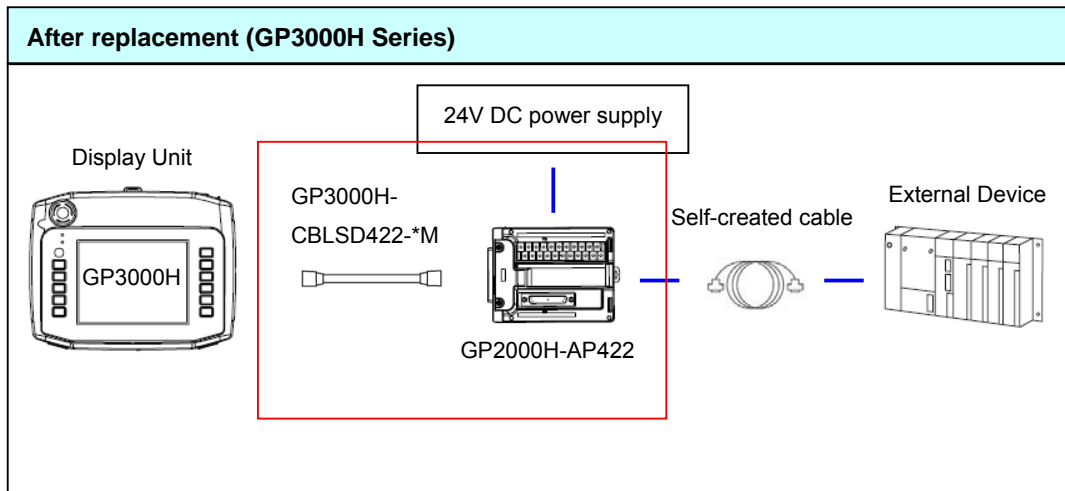 After replacement (GP3000H Series)
24V DC power supply
Display Unit
GP3000H-
CBLSD422-*M
Self-created cable
External Device
GP3000H
GP2000H-AP422